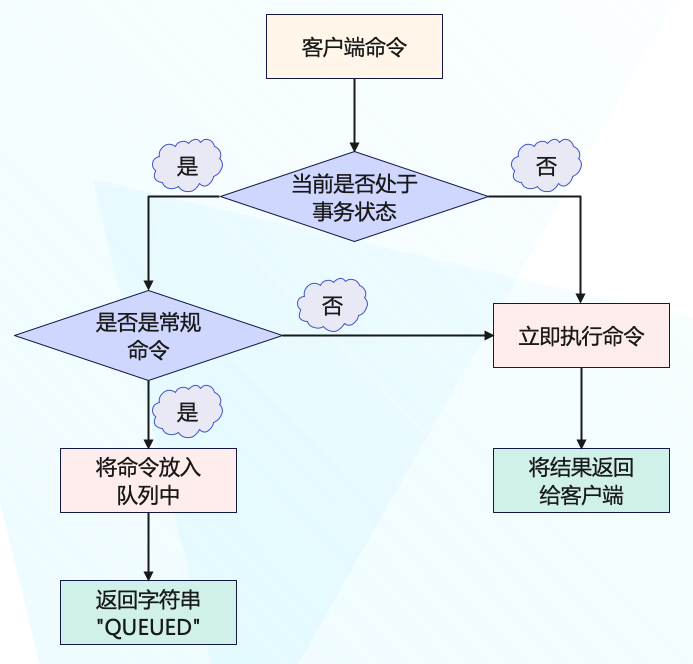 客户端命令
是
否
当前是否处于
事务状态
否
是否是常规
命令
立即执行命令
是
将命令放入
队列中
将结果返回
给客户端
返回字符串
"QUEUED"